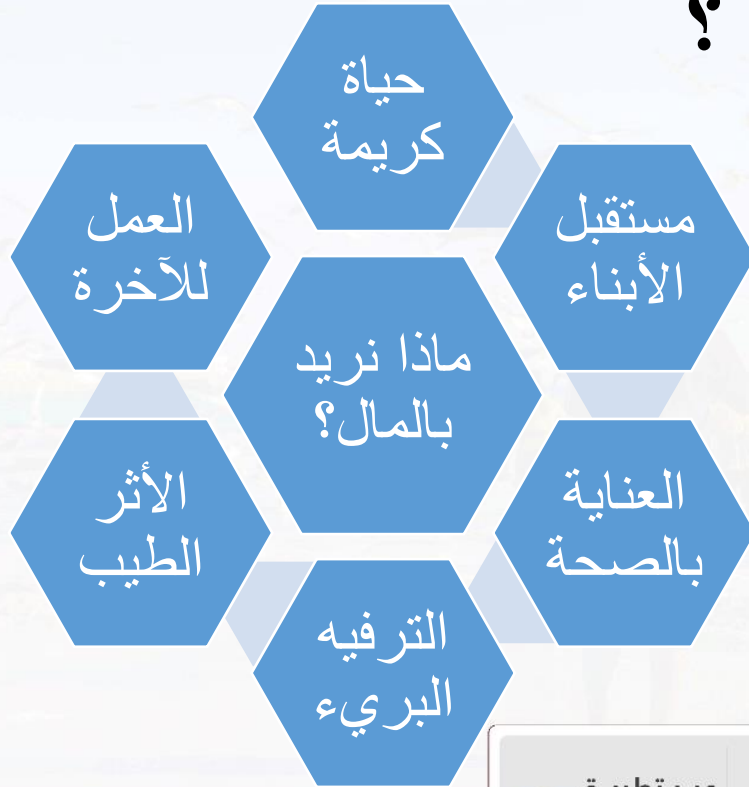 ؟
حياة
كريمة
مستقبل
الأبناء
العمل
للآخرة
ماذا نريد
بالمال؟
العناية
بالصحة
الأثر
الطيب
الترفيه
البريء